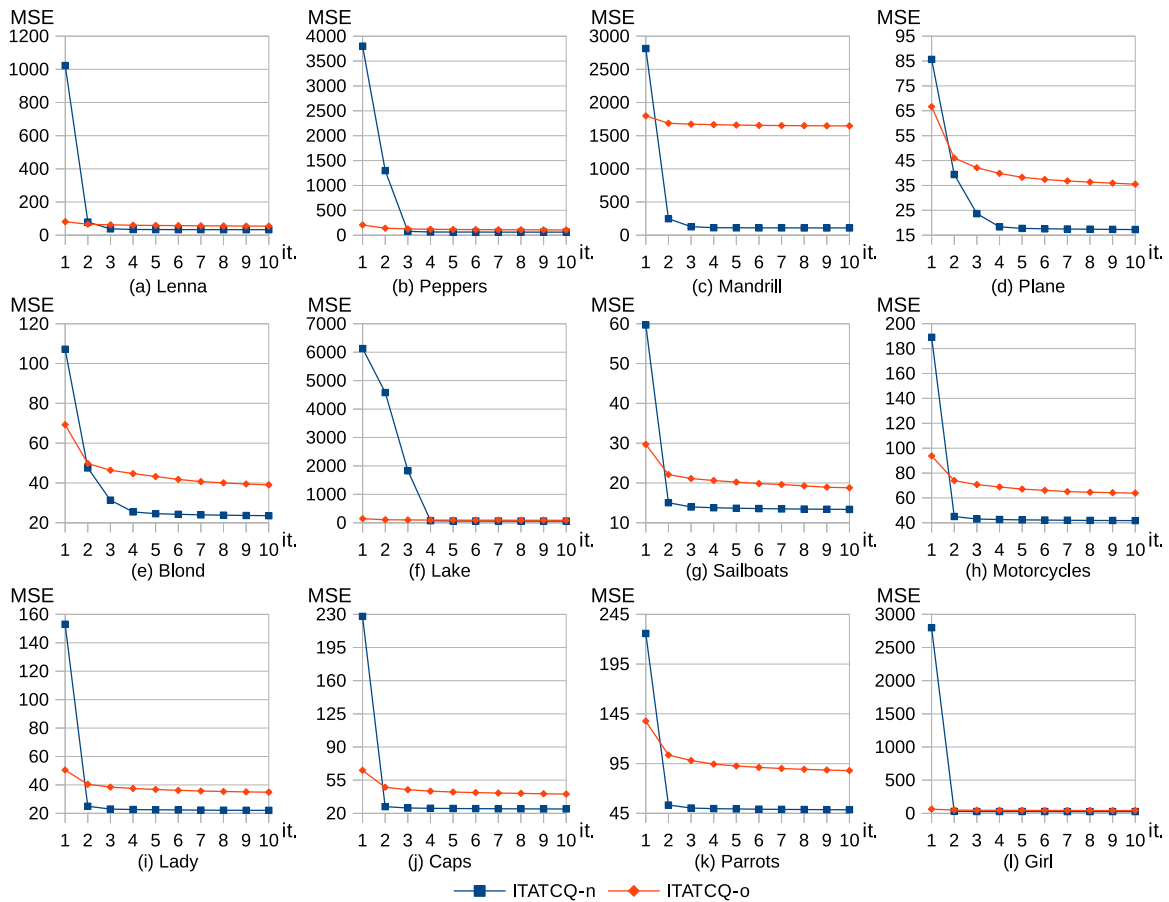 MSE MSE MSE MSE
1200 4000 3000 95
1000 3500 2500 85
800 3000 2000 75
600 2500 1500 65
400 2000 1000 55
200 1500 500 45
0 1000 0 35
500 25
0 15
1 2 3 4 5 6 7 8 9 10 it. 1 2 3 4 5 6 7 8 9 10 it. 1 2 3 4 5 6 7 8 9 10 it. 1 2 3 4 5 6 7 8 9 10 it.
(a) Lenna (b) Peppers (c) Mandrill (d) Plane
MSE MSE MSE MSE
120 7000 60 200
100 6000 50 180
80 5000 40 160
60 4000 30 140
40 3000 20 120
20 2000 10 100
1000 80
0 60
40
1 2 3 4 5 6 7 8 9 10 it. 1 2 3 4 5 6 7 8 9 10 it. 1 2 3 4 5 6 7 8 9 10 it. 1 2 3 4 5 6 7 8 9 10 it.
(e) Blond (f) Lake (g) Sailboats (h) Motorcycles
MSE MSE MSE MSE
160 230 245 3000
140 195 195 2500
120 160 145 2000
100 125 95 1500
80 90 45 1000
60 55 500
40 20 0
20
1 2 3 4 5 6 7 8 9 10 it. 1 2 3 4 5 6 7 8 9 10 it. 1 2 3 4 5 6 7 8 9 10 it. 1 2 3 4 5 6 7 8 9 10 it.
(i) Lady (j) Caps (k) Parrots (l) Girl
ITATCQ-n ITATCQ-o